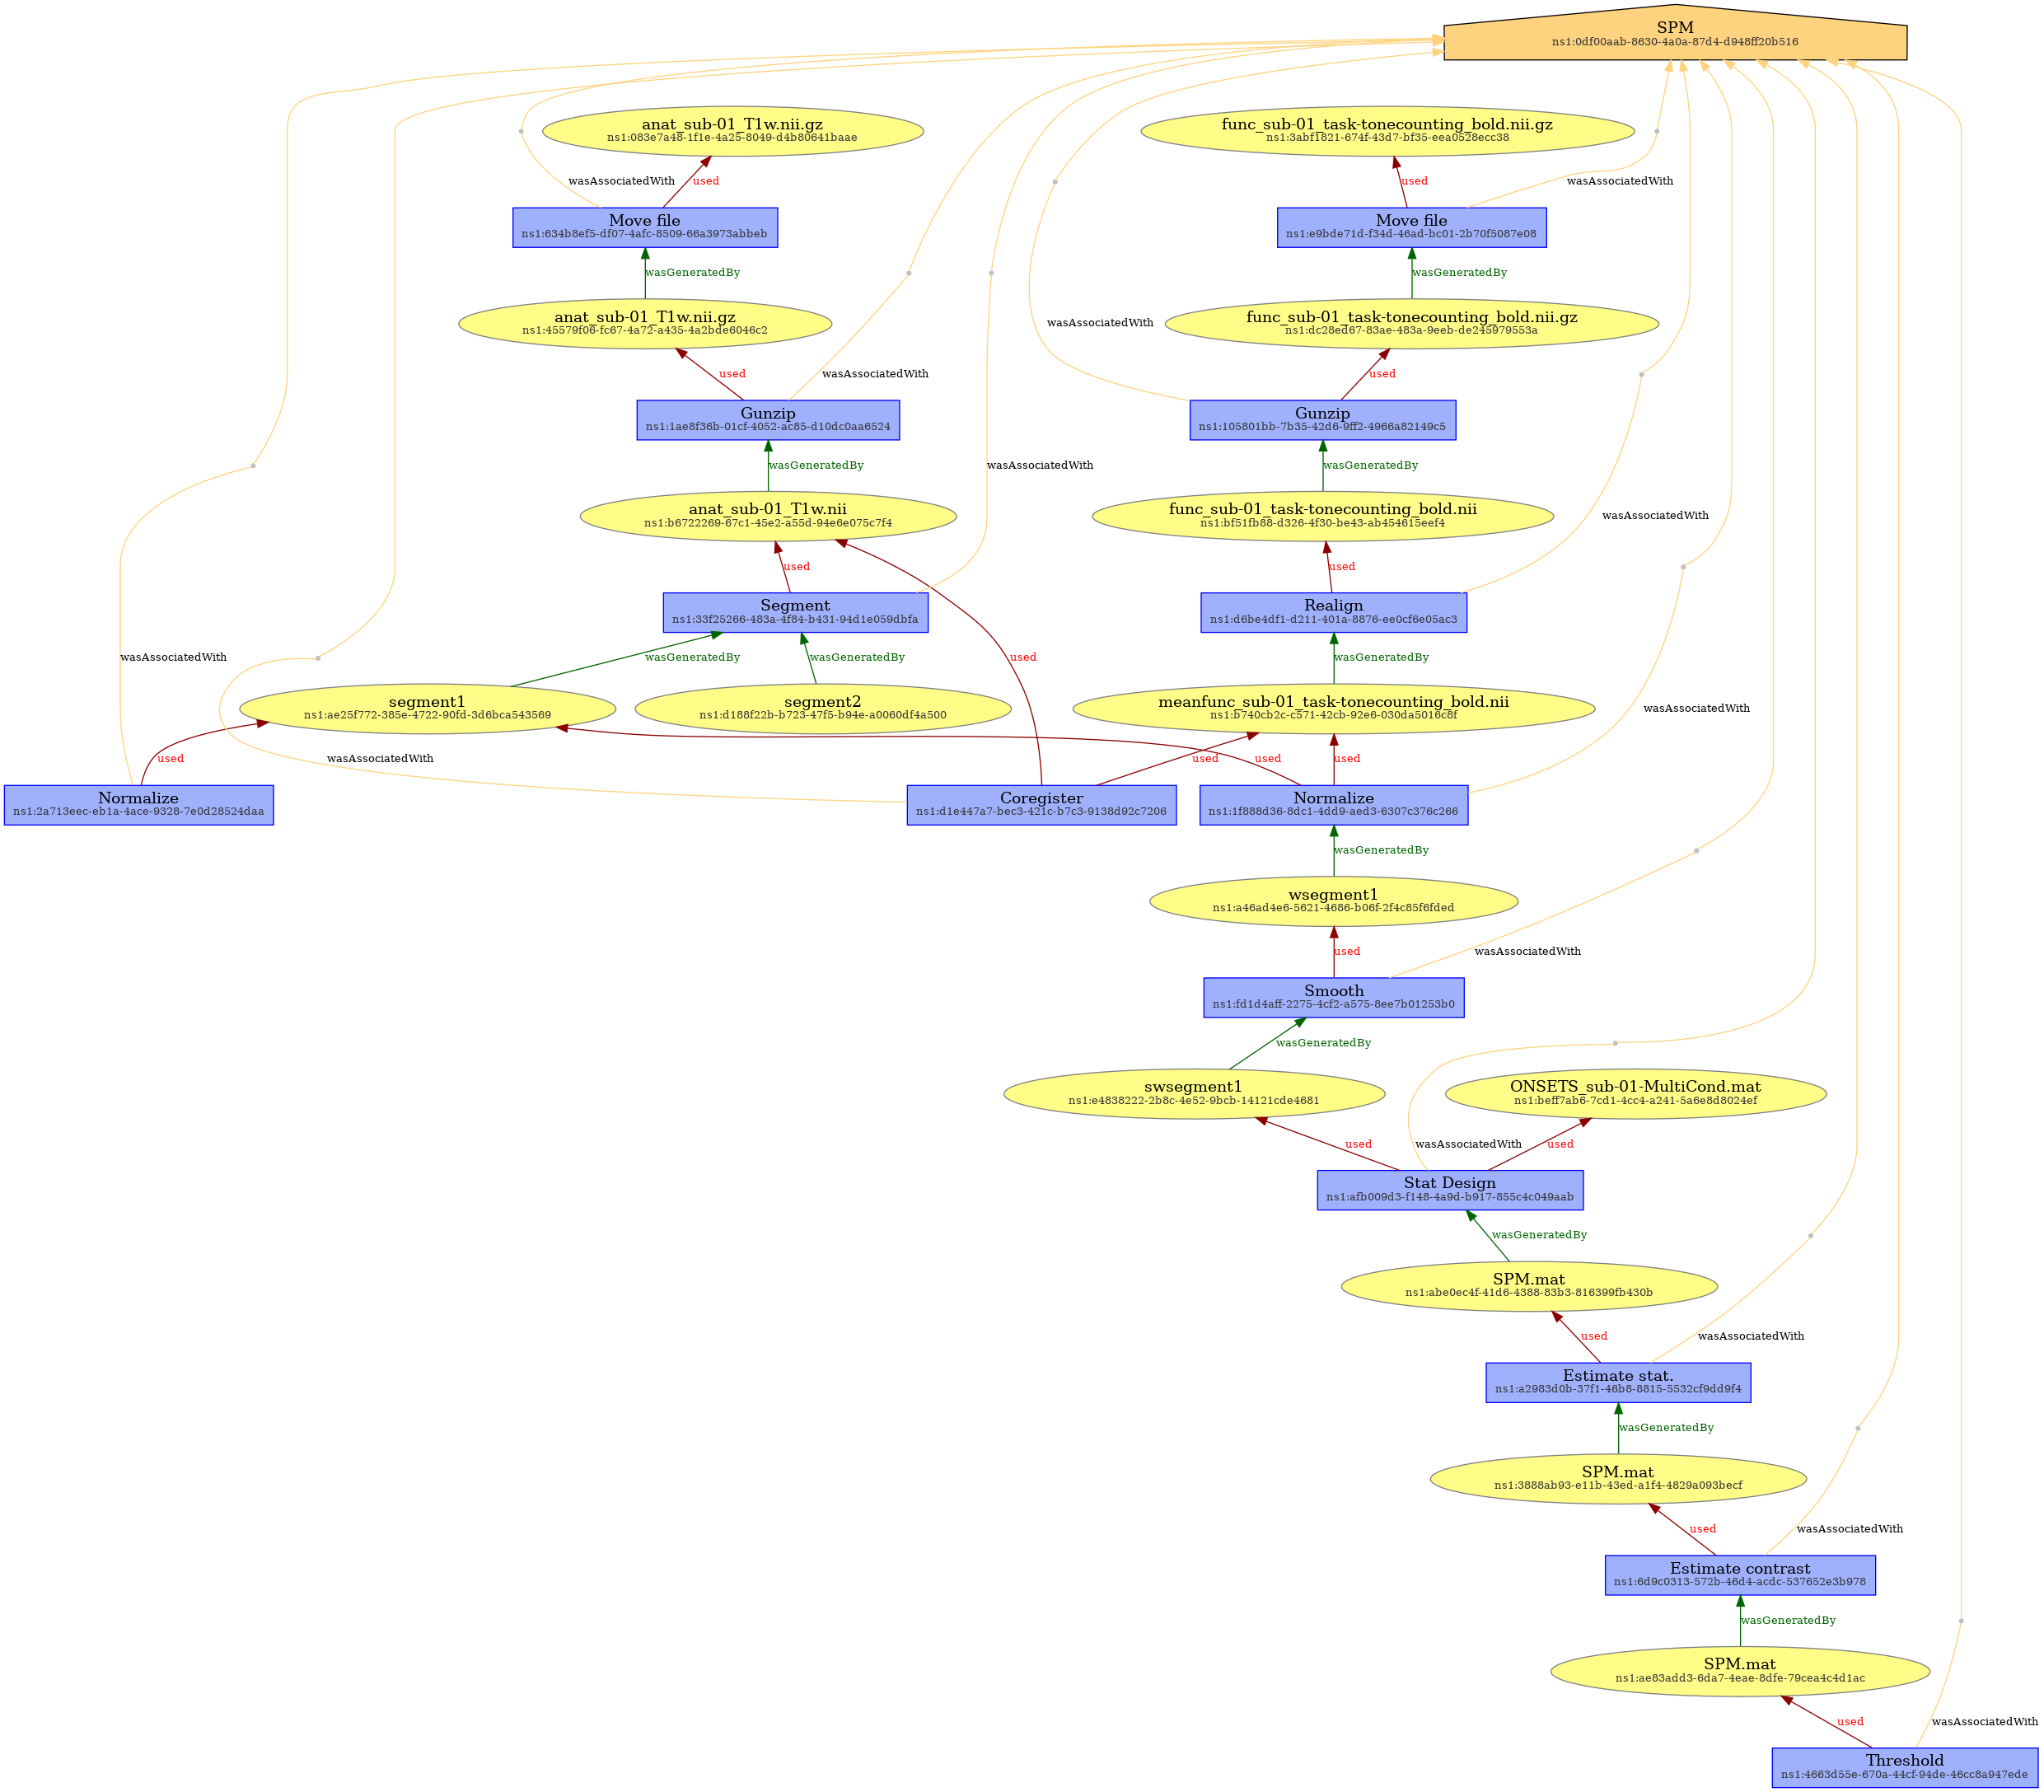 SPM
ns1:0df00aab-8630-4a0a-87d4-d948ff20b516
anat_sub-01_T1w.nii.gz
ns1:083e7a48-1f1e-4a25-8049-d4b80641baae
func_sub-01_task-tonecounting_bold.nii.gz
ns1:3abf1821-674f-43d7-bf35-eea0528ecc38
wasAssociatedWith
used
used
wasAssociatedWith
Move file
ns1:634b8ef5-df07-4afc-8509-66a3973abbeb
Move file
ns1:e9bde71d-f34d-46ad-bc01-2b70f5087e08
wasGeneratedBy
wasGeneratedBy
anat_sub-01_T1w.nii.gz
ns1:45579f06-fc67-4a72-a435-4a2bde6046c2
wasAssociatedWith
func_sub-01_task-tonecounting_bold.nii.gz
ns1:dc28ed67-83ae-483a-9eeb-de245979553a
used
wasAssociatedWith
used
Gunzip
ns1:1ae8f36b-01cf-4052-ac85-d10dc0aa6524
Gunzip
ns1:105801bb-7b35-42d6-9ff2-4966a82149c5
wasGeneratedBy
wasAssociatedWith
wasGeneratedBy
anat_sub-01_T1w.nii
ns1:b6722269-67c1-45e2-a55d-94e6e075c7f4
func_sub-01_task-tonecounting_bold.nii
ns1:bf51fb88-d326-4f30-be43-ab454615eef4
wasAssociatedWith
used
used
Segment
ns1:33f25266-483a-4f84-b431-94d1e059dbfa
Realign
ns1:d6be4df1-d211-401a-8876-ee0cf6e05ac3
wasAssociatedWith
wasGeneratedBy
wasGeneratedBy
used
wasGeneratedBy
segment1
ns1:ae25f772-385e-4722-90fd-3d6bca543569
segment2
ns1:d188f22b-b723-47f5-b94e-a0060df4a500
meanfunc_sub-01_task-tonecounting_bold.nii
ns1:b740cb2c-c571-42cb-92e6-030da5016c8f
wasAssociatedWith
used
wasAssociatedWith
used
used
used
Normalize
ns1:2a713eec-eb1a-4ace-9328-7e0d28524daa
Coregister
ns1:d1e447a7-bec3-421c-b7c3-9138d92c7206
Normalize
ns1:1f888d36-8dc1-4dd9-aed3-6307c376c266
wasGeneratedBy
wsegment1
ns1:a46ad4e6-5621-4686-b06f-2f4c85f6fded
used
wasAssociatedWith
Smooth
ns1:fd1d4aff-2275-4cf2-a575-8ee7b01253b0
wasGeneratedBy
swsegment1
ns1:e4838222-2b8c-4e52-9bcb-14121cde4681
ONSETS_sub-01-MultiCond.mat
ns1:beff7ab6-7cd1-4cc4-a241-5a6e8d8024ef
used
wasAssociatedWith
used
Stat Design
ns1:afb009d3-f148-4a9d-b917-855c4c049aab
wasGeneratedBy
SPM.mat
ns1:abe0ec4f-41d6-4388-83b3-816399fb430b
used
wasAssociatedWith
Estimate stat.
ns1:a2983d0b-37f1-46b8-8815-5532cf9dd9f4
wasGeneratedBy
SPM.mat
ns1:3888ab93-e11b-43ed-a1f4-4829a093becf
used
wasAssociatedWith
Estimate contrast
ns1:6d9c0313-572b-46d4-acdc-537652e3b978
wasGeneratedBy
SPM.mat
ns1:ae83add3-6da7-4eae-8dfe-79cea4c4d1ac
used
wasAssociatedWith
Threshold
ns1:4663d55e-670a-44cf-94de-46cc8a947ede